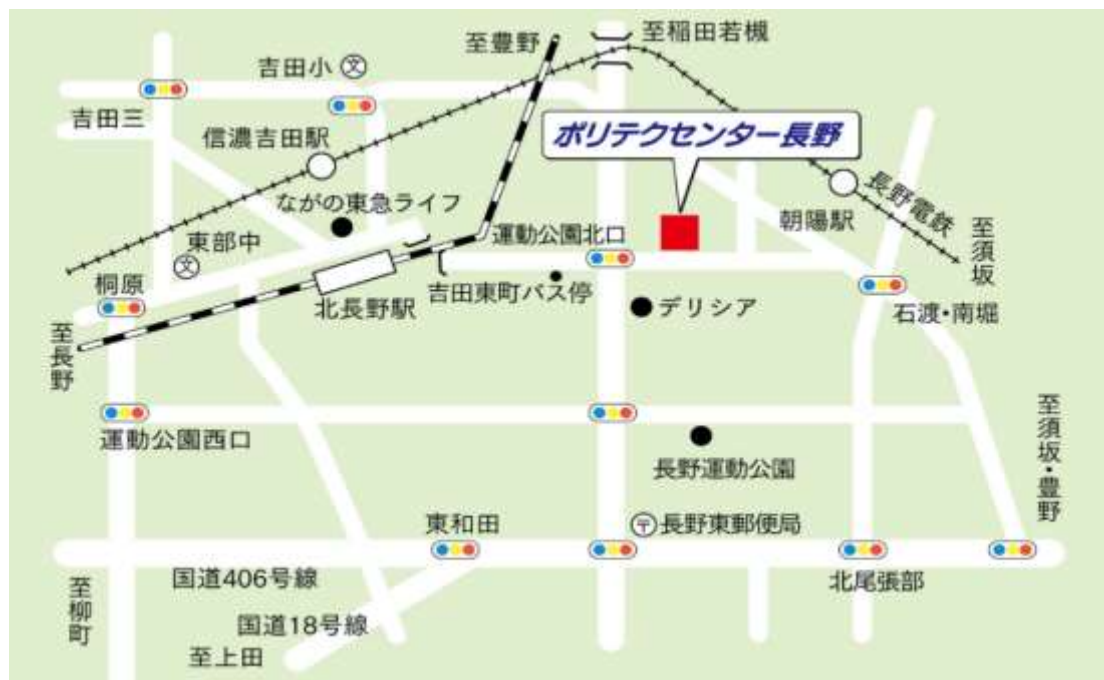 至稲田若槻
至豊野
吉田小
文
吉田三
信濃吉田駅
ポリテクセンター長野
ながの東急ライフ
長野電鉄
朝陽駅
至須坂
東部中
文
運動公園北口
桐原
北長野駅
吉田東町バス停
デリシア
石渡・南堀
至長野
運動公園西口
長野運動公園
至須坂・豊野
東和田
〒長野東郵便局
国道406号線
北尾張部
至柳町
国道18号線
至上田